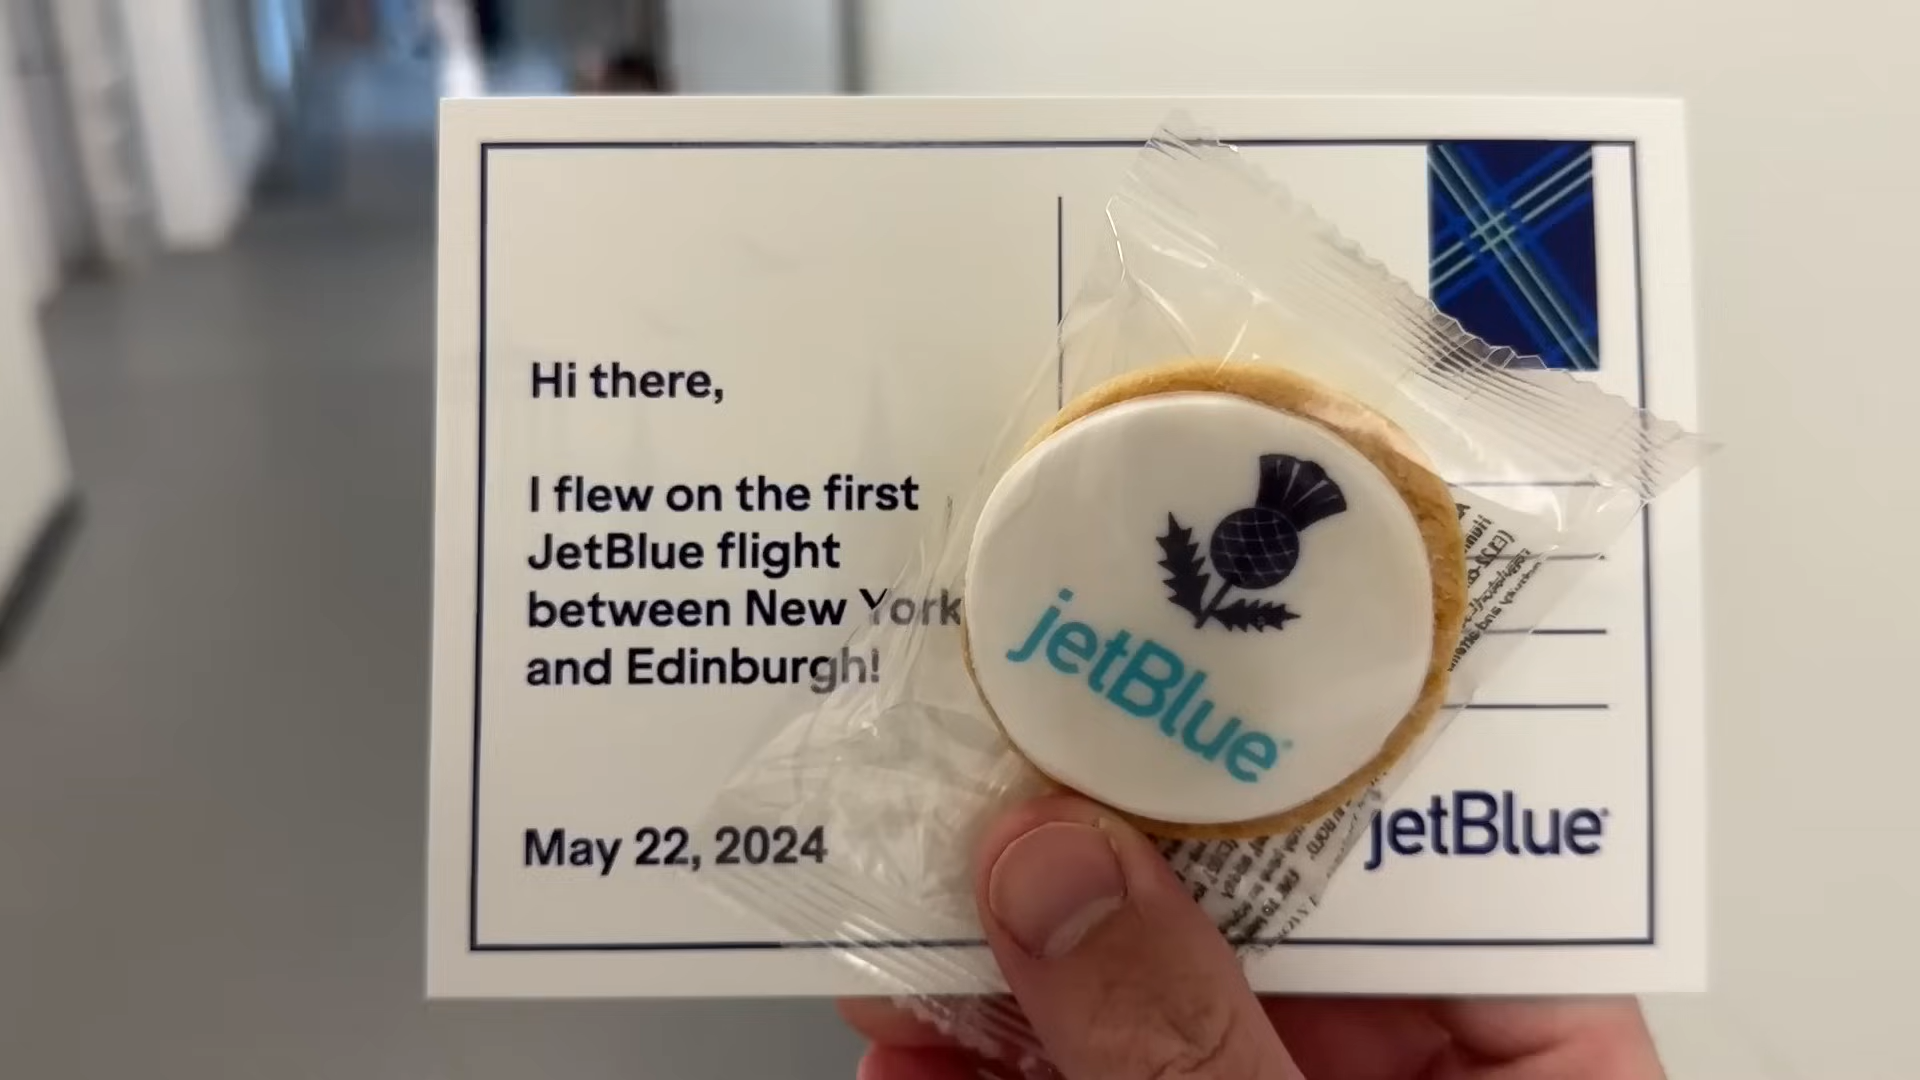 Hi there,
I flew on the first
JetBlue flight
between New York
and Edinburgh!
May 22, 2024
jetBlue
jetBlue